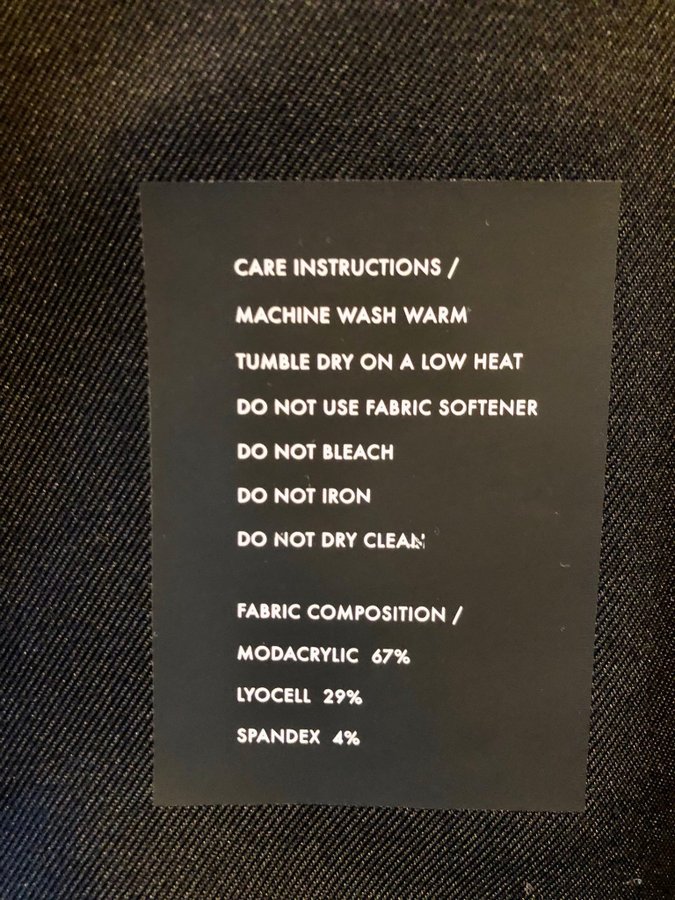 CARE INSTRUCTIONS /
MACHINE WASH WARM
TUMBLE DRY ON A LOW HEAT
DO NOT USE FABRIC SOFTENER
DO NOT BLEACH
DO NOT IRON
DO NOT DRY CLEAN
FABRIC COMPOSITION /
MODACRYLIC 67%
LYOCELL 29%
SPANDEX 4%